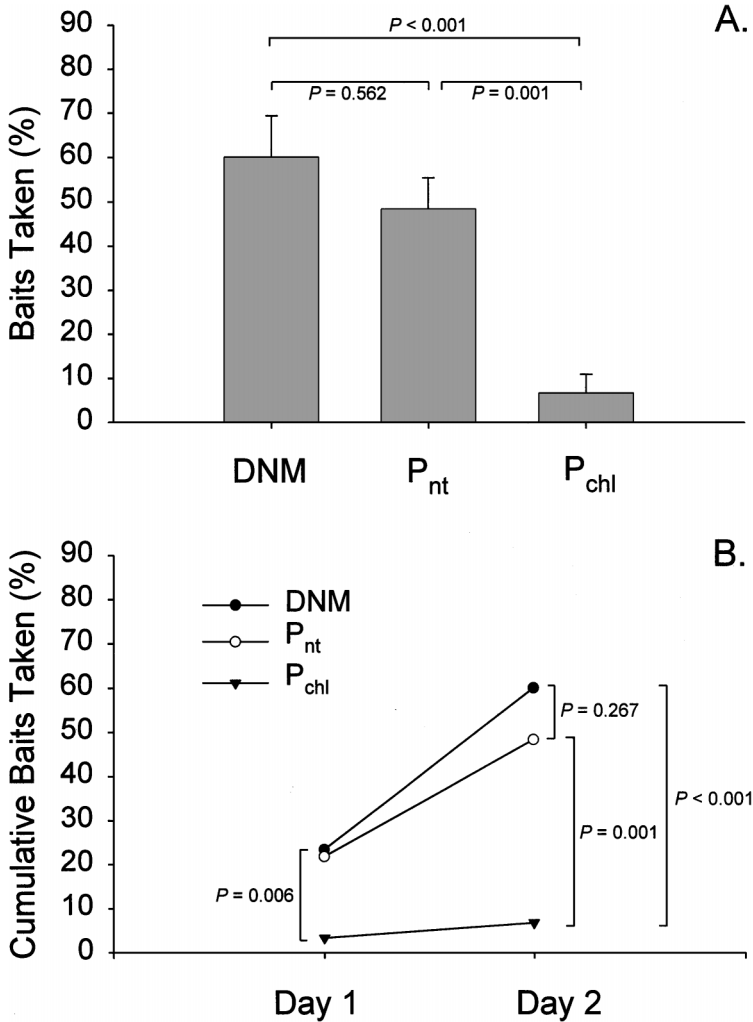 A.
Baits Taken (%)
90
80
70
60
50
40
30
20
10
0
P < 0.001
P = 0.562
P = 0.001
DNM
Pnt
Pchl
B.
Cumulative Baits Taken (%)
90
80
70
60
50
40
30
20
10
0
DNM
Pnt
Pchl
P = 0.267
P < 0.001
P = 0.001
P = 0.006
Day 1
Day 2